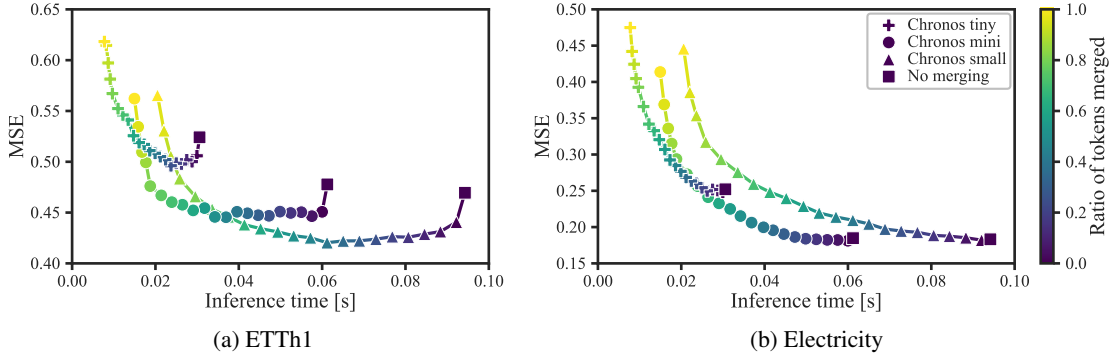 0.65
0.60
0.55
0.50
0.45
0.40
MSE
0.00
0.02
0.04
0.06
0.08
0.10
Inference time [s]
(a) ETTh1
0.50
0.45
0.40
0.35
0.30
0.25
0.20
0.15
MSE
0.00
0.02
0.04
0.06
0.08
0.10
Inference time [s]
(b) Electricity
Chronos tiny
Chronos mini
Chronos small
No merging
1.0
0.8
0.6
0.4
0.2
0.0
Ratio of tokens merged